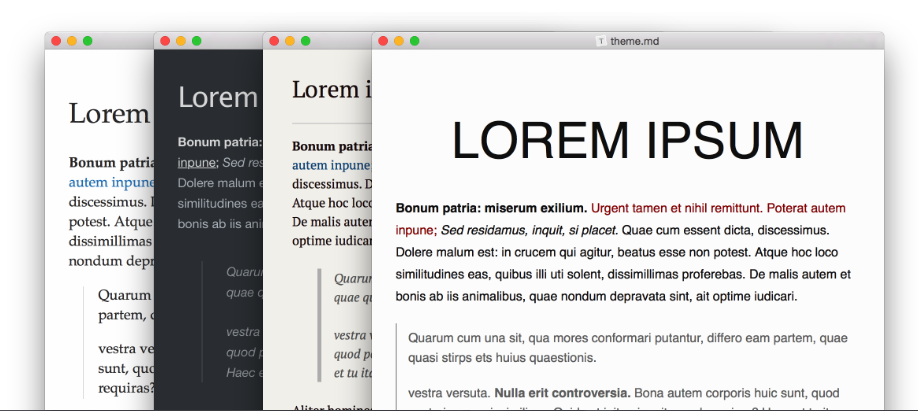 theme.md
Lorem
Bonum patria
autem inpune
discessimus.
potest. Atque
dissimillimas
nondum depr
Quarum
partem,
vestra ve
sunt, quo
requiras?
Lorem
Bonum patria:
inpune; Sed res
Dolere malum e
similitudines ea
bonis ab iis ani
Quarum
quae q
vestra
quod p
Haec e
Lorem i
Bonum patria
autem inpune
discessimus. D
Atque hoc loco
De malis auter
optime iudicar
Quarum
quae qu
vestra v
quod po
et tu ita
Aliter homines
LOREM IPSUM
Bonum patria: miserum exilium. Urgent tamen et nihil remittunt. Poterat autem
inpune; Sed residamus, inquit, si placet. Quae cum essent dicta, discessimus.
Dolere malum est: in crucem qui agitur, beatus esse non potest. Atque hoc loco
similitudines eas, quibus illi uti solent, dissimillimas proferebas. De malis autem et
bonis ab iis animalibus, quae nondum depravata sint, ait optime iudicari.
Quarum cum una sit, qua mores conformari putantur, differo eam partem, quae
quasi stirps ets huius quaestionis.
vestra versuta. Nulla erit controversia. Bona autem corporis huic sunt, quod